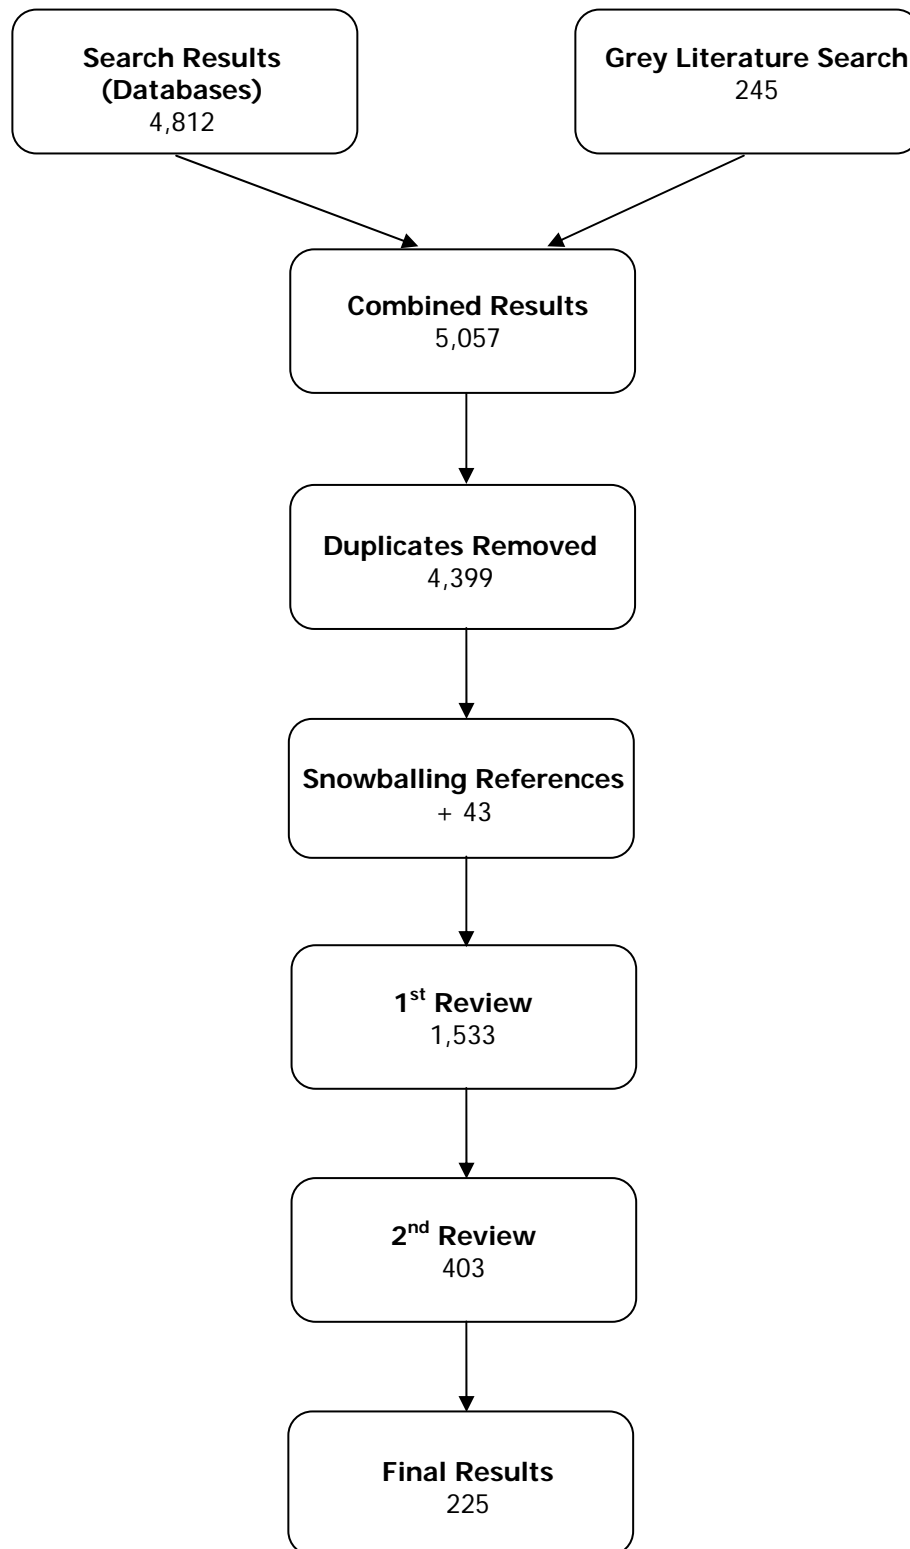 Search Results
(Databases)
4,812
Grey Literature Search
245
Combined Results
5,057
Duplicates Removed
4,399
Snowballing References
+ 43
1st Review
1,533
2nd Review
403
Final Results
225